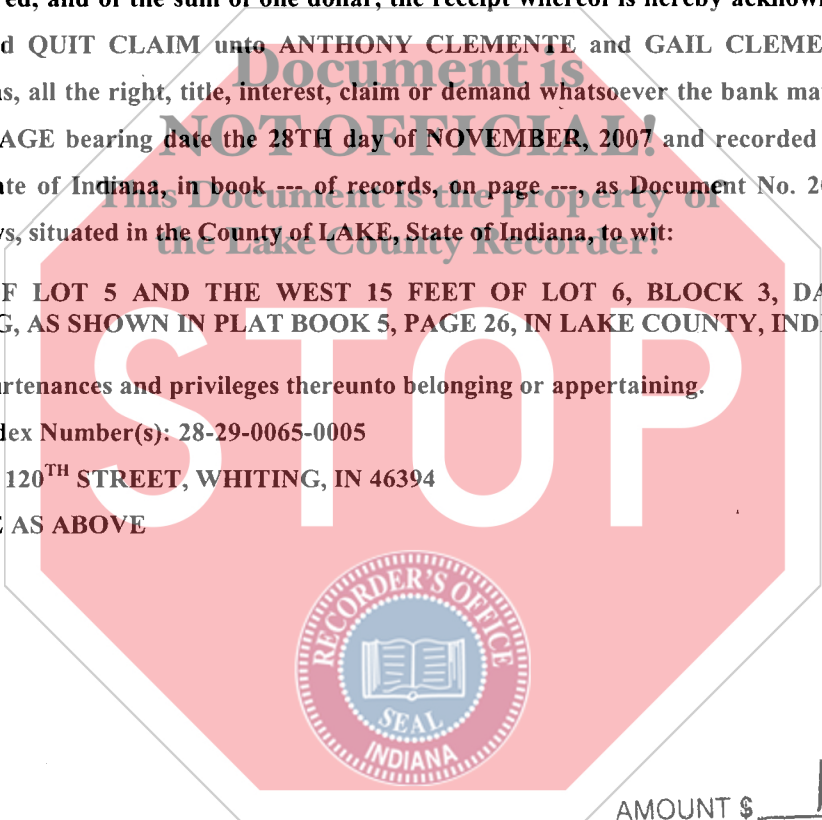 ed, and of the sum of one dollar, the receipt whereof is hereby acknow
d QUIT CLAIM unto ANTHONY CLEMENTE and GAIL CLEME
Document is
s, all the right, title, interest, claim or demand whatsoever the bank ma
NOT OFFICIAL!
AGE bearing date the 28TH day of NOVEMBER, 2007 and recorded
This Document is the property of
te of Indiana, in book --- of records, on page ---, as Document No. 2
the Lake County Recorder!
s, situated in the County of LAKE, State of Indiana, to wit:
F LOT 5 AND THE WEST 15 FEET OF LOT 6, BLOCK 3, DA
G, AS SHOWN IN PLAT BOOK 5, PAGE 26, IN LAKE COUNTY, IND
STOP
rtenances and privileges thereunto belonging or appertaining.
dex Number(s): 28-29-0065-0005
120TH STREET, WHITING, IN 46394
E AS ABOVE
RECORDER'S OFFICE
SEAL
INDIANA
AMOUNT $